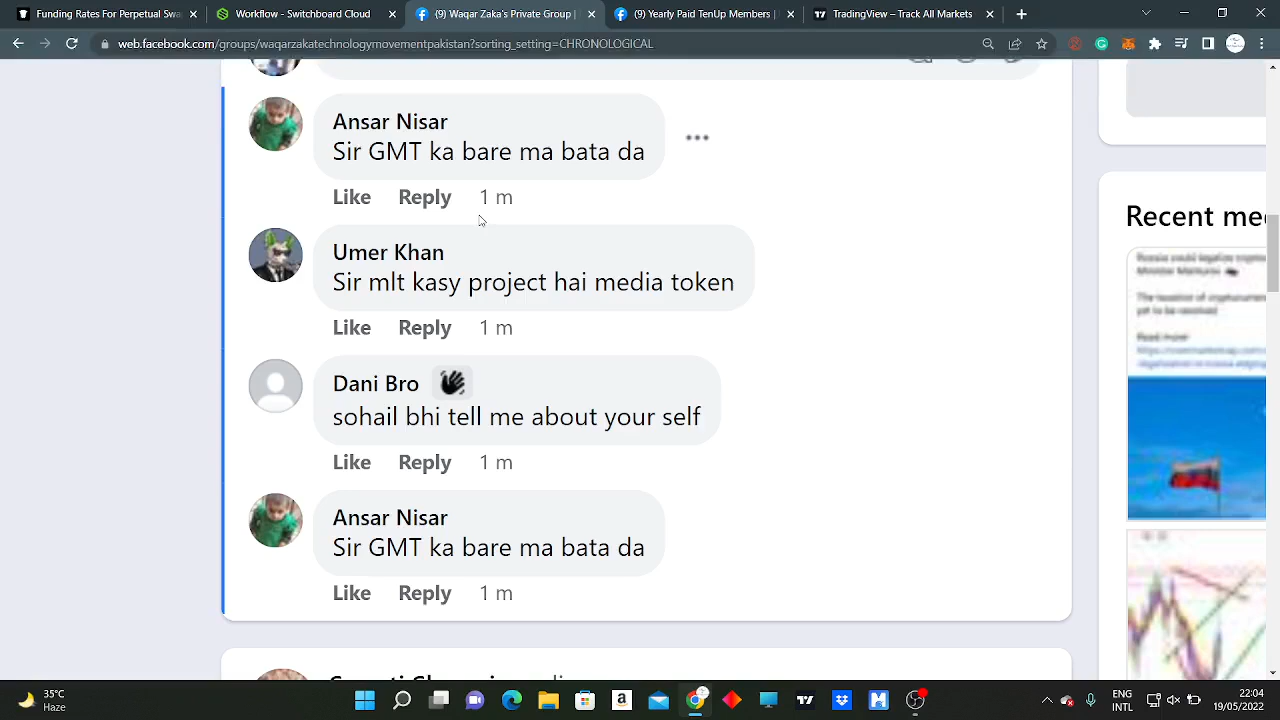 Funding Rates For Perpetual Swa
Workflow - Switchboard Cloud
(9) Waqar Zaka's Private Group |
(9) Yearly Paid TenUp Members |
TradingView – Track All Markets
web.facebook.com/groups/waqarzakatechnologymovementpakistan?sorting_setting=CHRONOLOGICAL
Ansar Nisar
Sir GMT ka bare ma bata da
Like Reply 1 m
Umer Khan
Sir mlt kasy project hai media token
Like Reply 1 m
Dani Bro
sohail bhi tell me about your self
Like Reply 1 m
Ansar Nisar
Sir GMT ka bare ma bata da
Like Reply 1 m
Recent me
Read more
35°C
Haze
ENG
INTL
22:04
19/05/2022